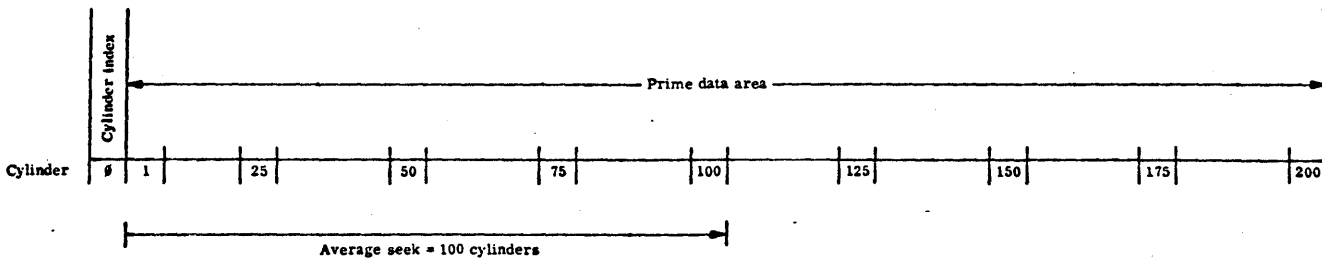 Cylinder index
Prime data area
Cylinder 0 1 25 50 75 100 125 150 175 200
Average seek = 100 cylinders